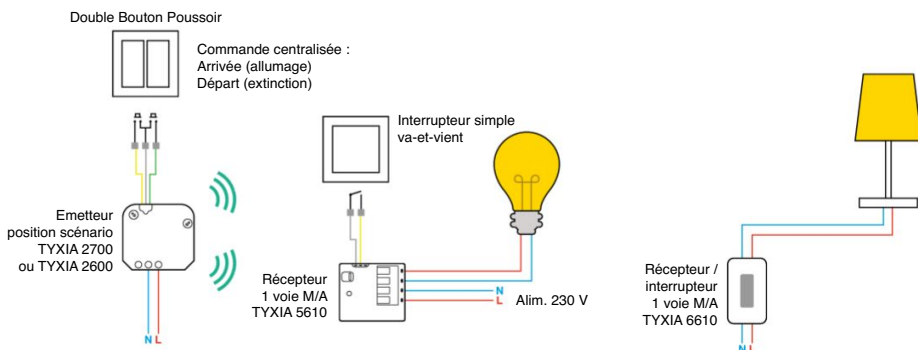 Double Bouton Poussoir
Commande centralisée :
Arrivée (allumage)
Départ (extinction)
Emetteur
position scénario
TYXIA 2700
ou TYXIA 2600
N L
Interrupteur simple
va-et-vient
Récepteur
1 voie M/A
TYXIA 5610
N
L
Alim. 230 V
Récepteur /
interrupteur
1 voie M/A
TYXIA 6610
N L